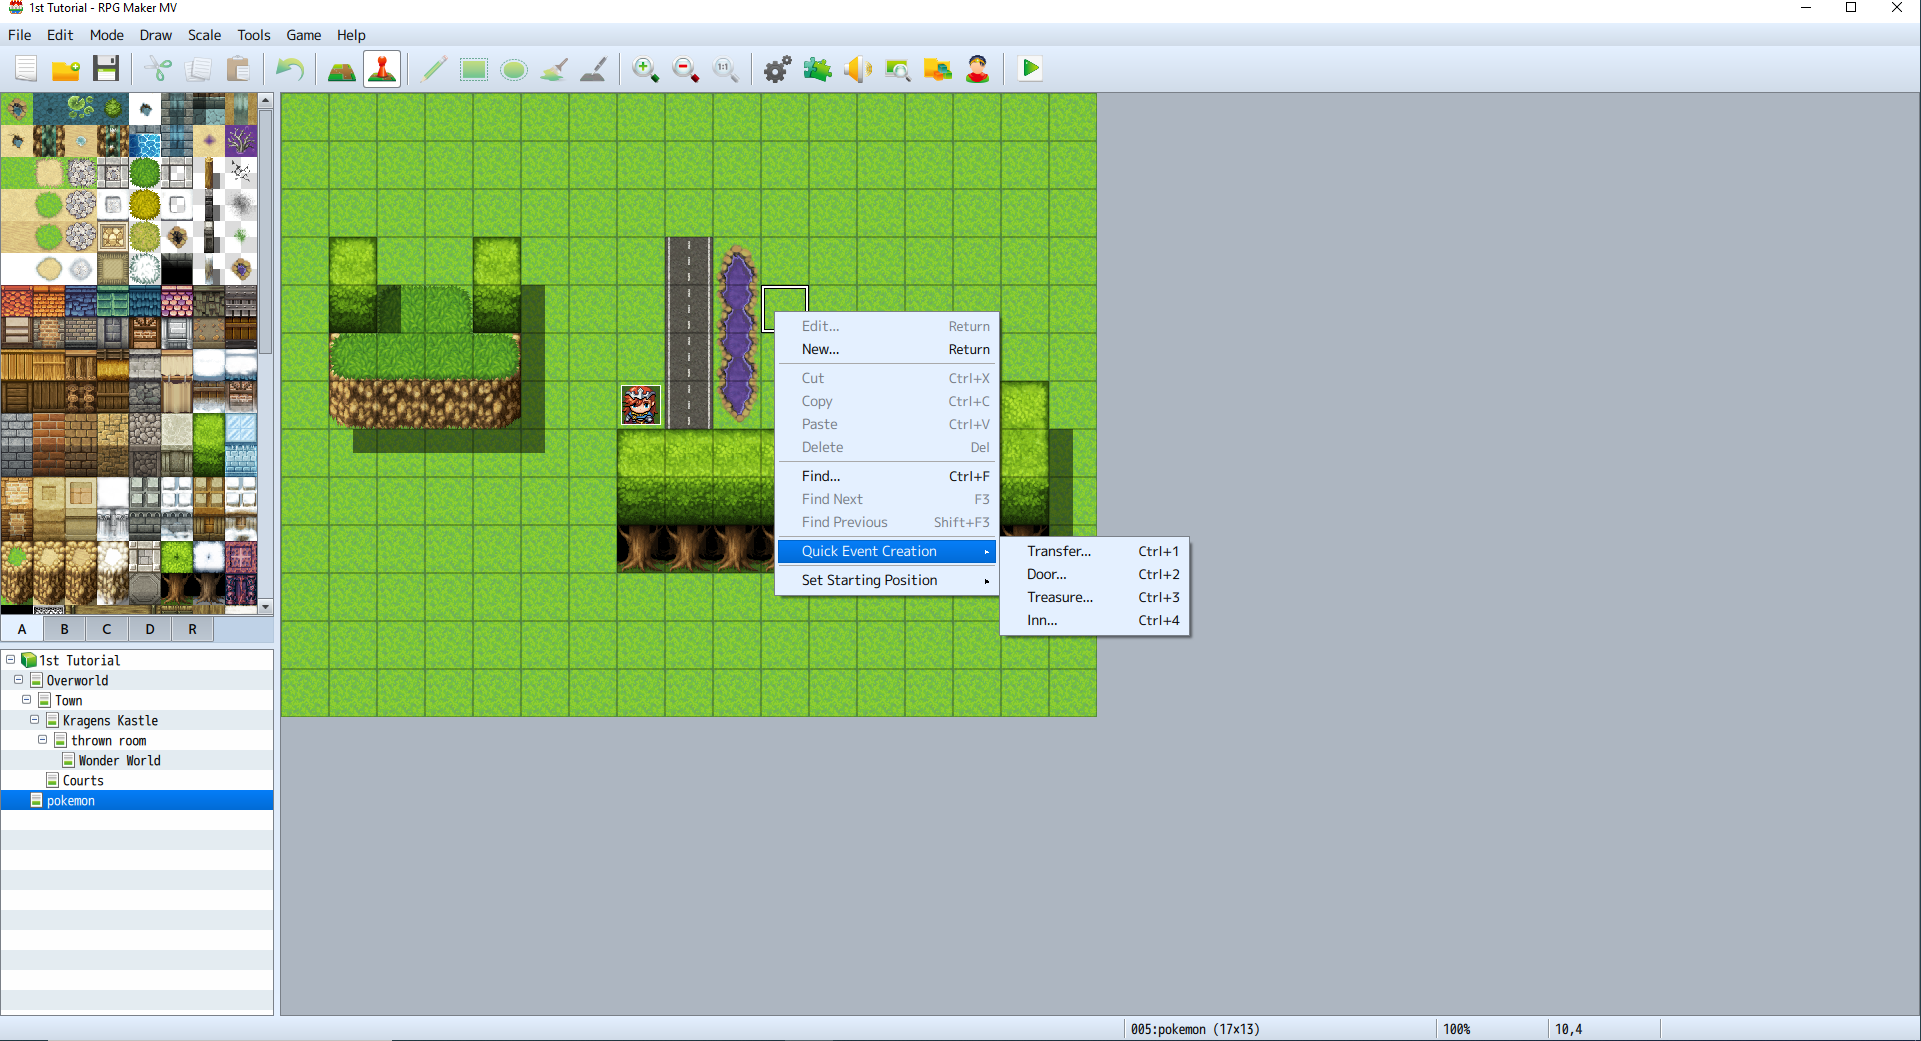 1st Tutorial - RPG Maker MV
File Edit Mode Draw Scale Tools Game Help
1:1
Edit... Return
New... Return
Cut Ctrl+X
Copy Ctrl+C
Paste Ctrl+V
Delete Del
Find... Ctrl+F
Find Next F3
Find Previous Shift+F3
Quick Event Creation
Set Starting Position
Transfer... Ctrl+1
Door... Ctrl+2
Treasure... Ctrl+3
Inn... Ctrl+4
A B C D R
1st Tutorial
Overworld
Town
Kragens Kastle
thrown room
Wonder World
Courts
pokemon
005:pokemon (17x13) 100% 10,4